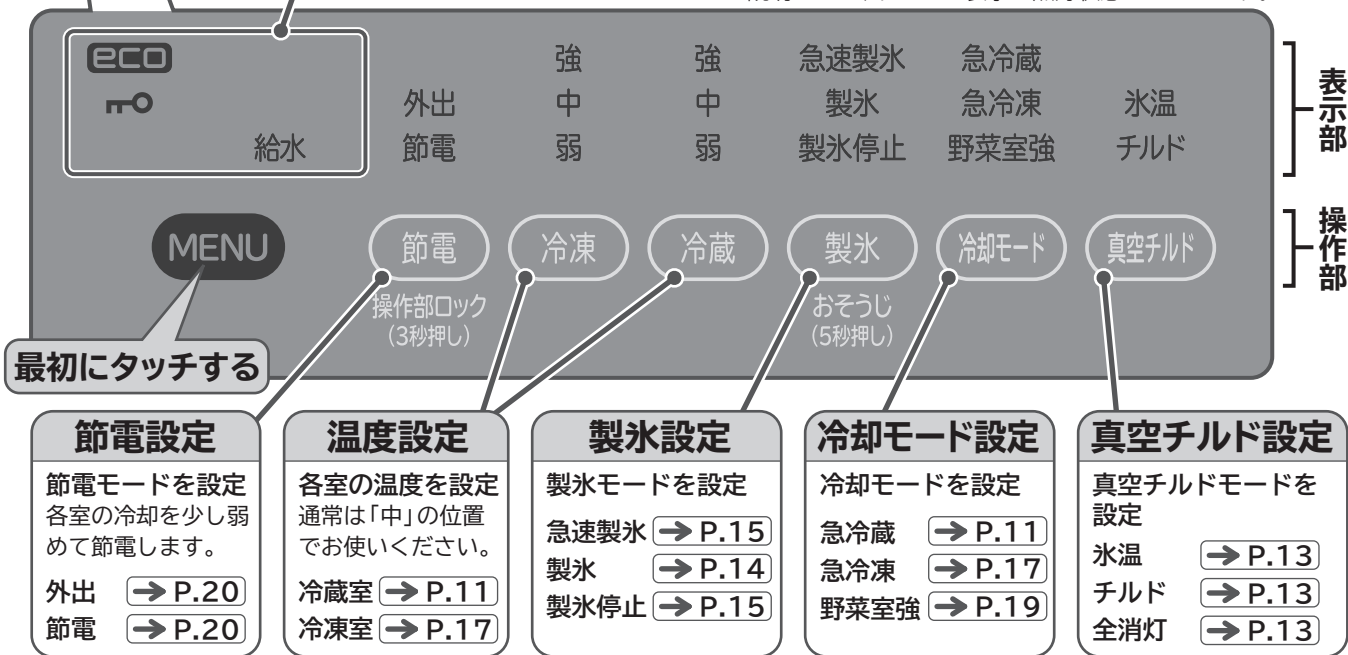 eco
強 強 急速製氷 急冷蔵
外出 中 中 製氷 急冷凍 氷温
給水 節電 弱 弱 製氷停止 野菜室強 チルド
表示部
MENU 節電 冷凍 冷蔵 製氷 冷却モード 真空チルド
操作部
操作部ロック おそうじ
(3秒押し) (5秒押し)
最初にタッチする
節電設定
節電モードを設定
各室の冷却を少し弱
めて節電します。
外出 → P.20
節電 → P.20
温度設定
各室の温度を設定
通常は「中」の位置
でお使いください。
冷蔵室 → P.11
冷凍室 → P.17
製氷設定
製氷モードを設定
急速製氷 → P.15
製氷 → P.14
製氷停止 → P.15
冷却モード設定
冷却モードを設定
急冷蔵 → P.11
急冷凍 → P.17
野菜室強 → P.19
真空チルド設定
真空チルドモードを
設定
氷温 → P.13
チルド → P.13
全消灯 → P.13